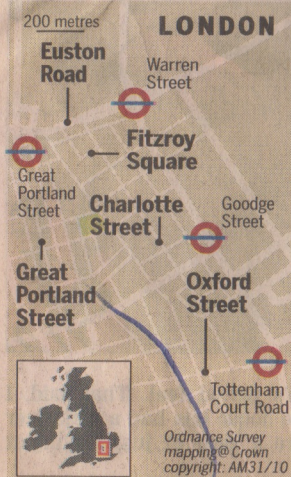 200 metres
LONDON
Euston
Road
Warren
Street
Fitzroy
Square
Great
Portland
Street
Charlotte
Street
Goodge
Street
Great
Portland
Street
Oxford
Street
Tottenham
Court Road
Ordnance Survey
mapping@ Crown
copyright: AM31/10